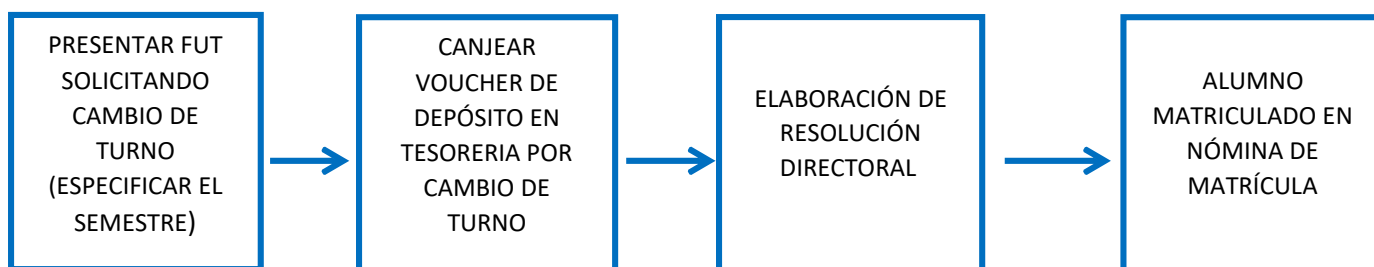 PRESENTAR FUT
SOLICITANDO
CAMBIO DE
TURNO
(ESPECIFICAR EL
SEMESTRE)
CANJEAR
VOUCHER DE
DEPÓSITO EN
TESORERIA POR
CAMBIO DE
TURNO
ELABORACIÓN DE
RESOLUCIÓN
DIRECTORAL
ALUMNO
MATRICULADO EN
NÓMINA DE
MATRÍCULA